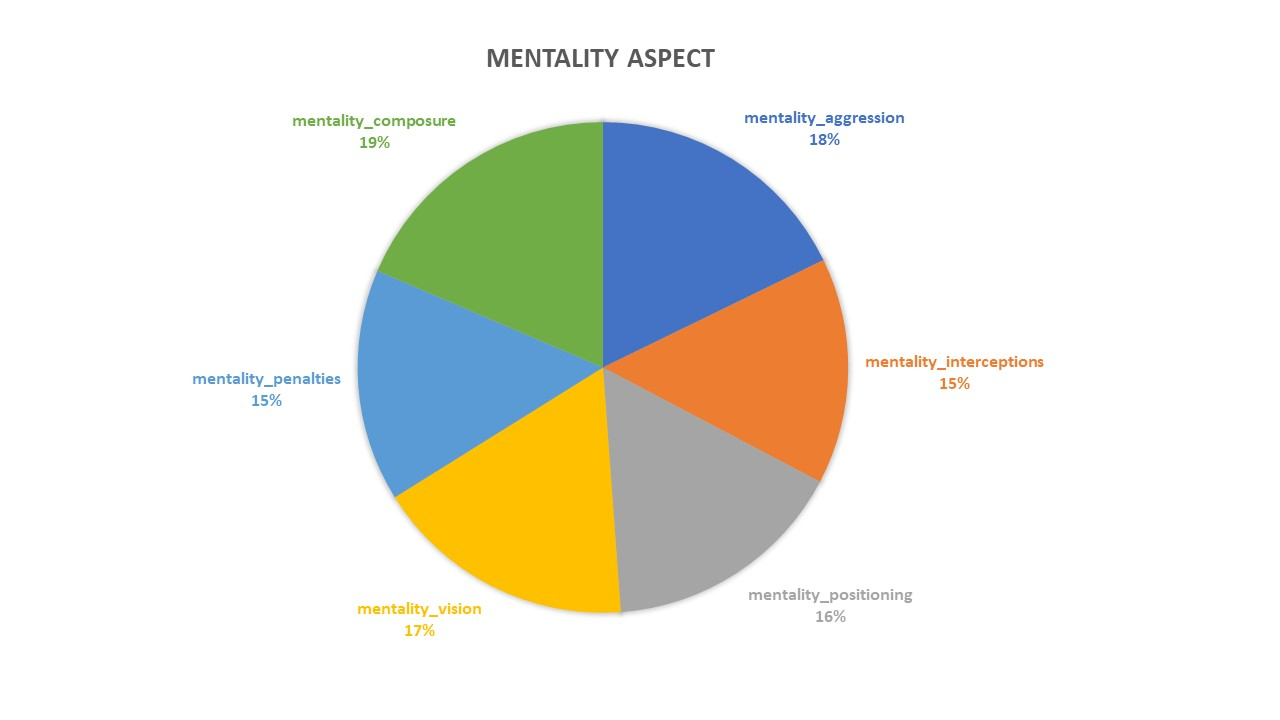 MENTALITY ASPECT
mentality_composure
19%
mentality_aggression
18%
mentality_interceptions
15%
mentality_penalties
15%
mentality_positioning
16%
mentality_vision
17%